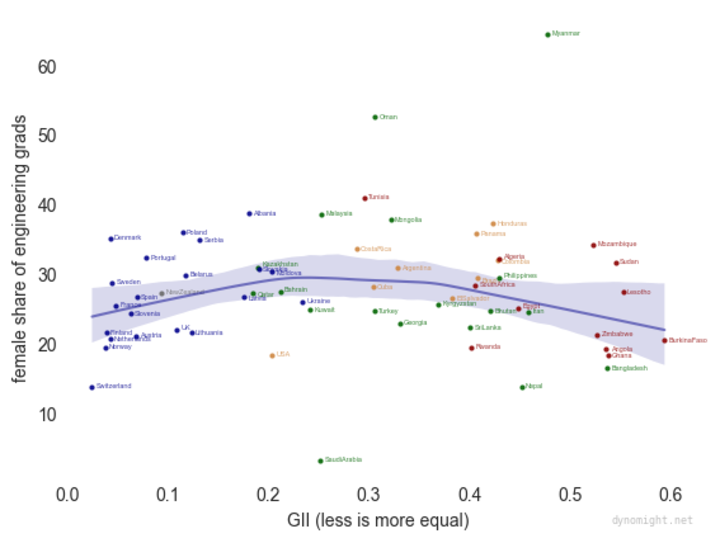 female share of engineering grads
60
50
40
30
20
10
Myanmar
Oman
Tunisia
Albania
Malaysia
Mongolia
Honduras
Panama
Poland
Denmark
Serbia
Mozambique
CostaRica
Portugal
Algeria
Colombia
Sudan
Kazakhstan
Argentina
Moldova
Belarus
Philippines
Sweden
Cuba
SouthAfrica
NewZealand
Qatar
Bahrain
Lesotho
Spain
Latvia
ElSalvador
Ukraine
France
Kyrgyzstan
Kuwait
Turkey
Bhutan
Slovenia
Georgia
SriLanka
UK
Finland
Lithuania
Austria
Zimbabwe
Netherlands
BurkinaFaso
Norway
Rwanda
Angola
USA
Ghana
Bangladesh
Switzerland
Nepal
SaudiArabia
0.0 0.1 0.2 0.3 0.4 0.5 0.6
GII (less is more equal)
dynomight.net